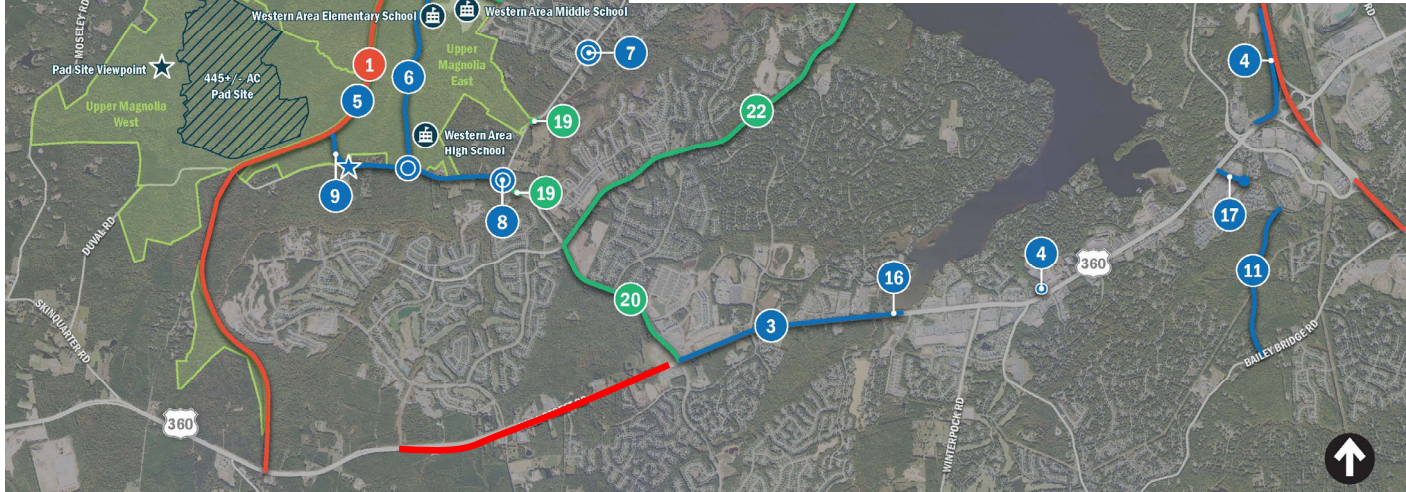 Western Area Elementary School
Western Area Middle School
MOSELEY RD
RD
7
4
1
Pad Site Viewpoint
Upper
Magnolia
East
6
445+/- AC
Pad Site
5
Upper Magnolia
West
22
19
Western Area
High School
9
19
8
17
DUVAL RD
4
360
11
16
20
SKINQUARTER RD
3
BAILEY BRIDGE RD
360
WINTERPOCK RD